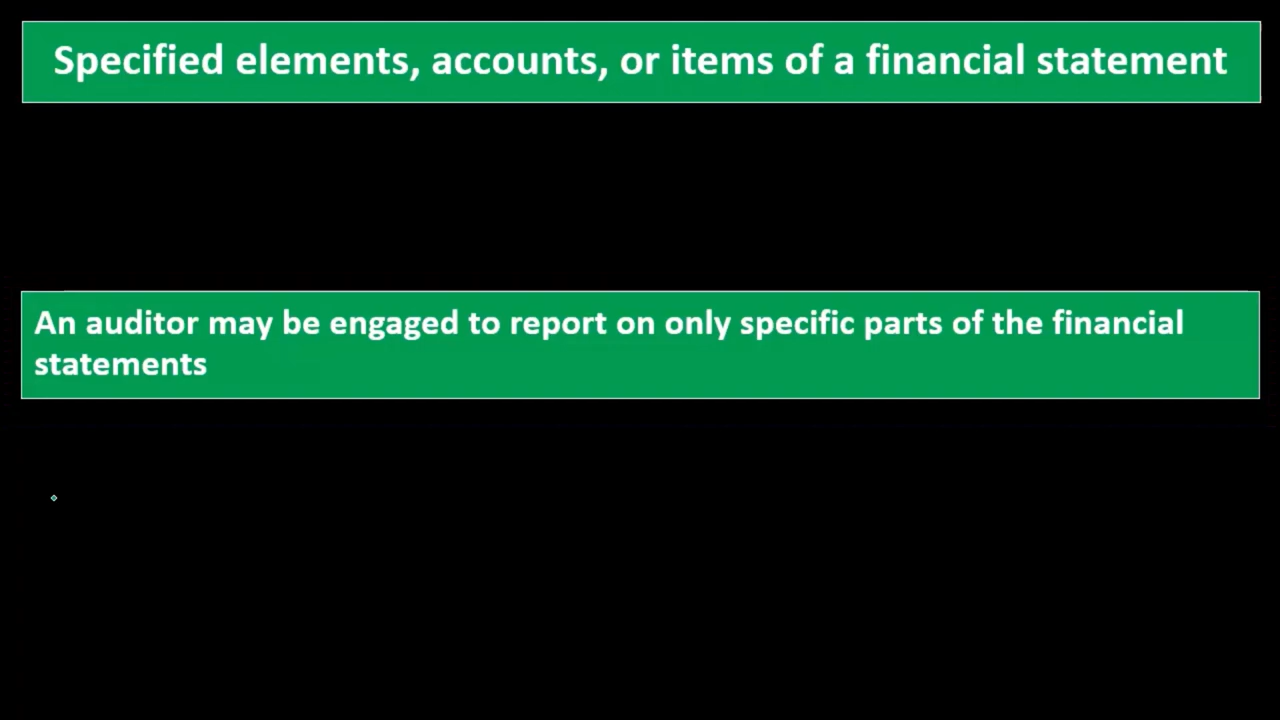 Specified elements, accounts, or items of a financial statement
An auditor may be engaged to report on only specific parts of the financial
statements